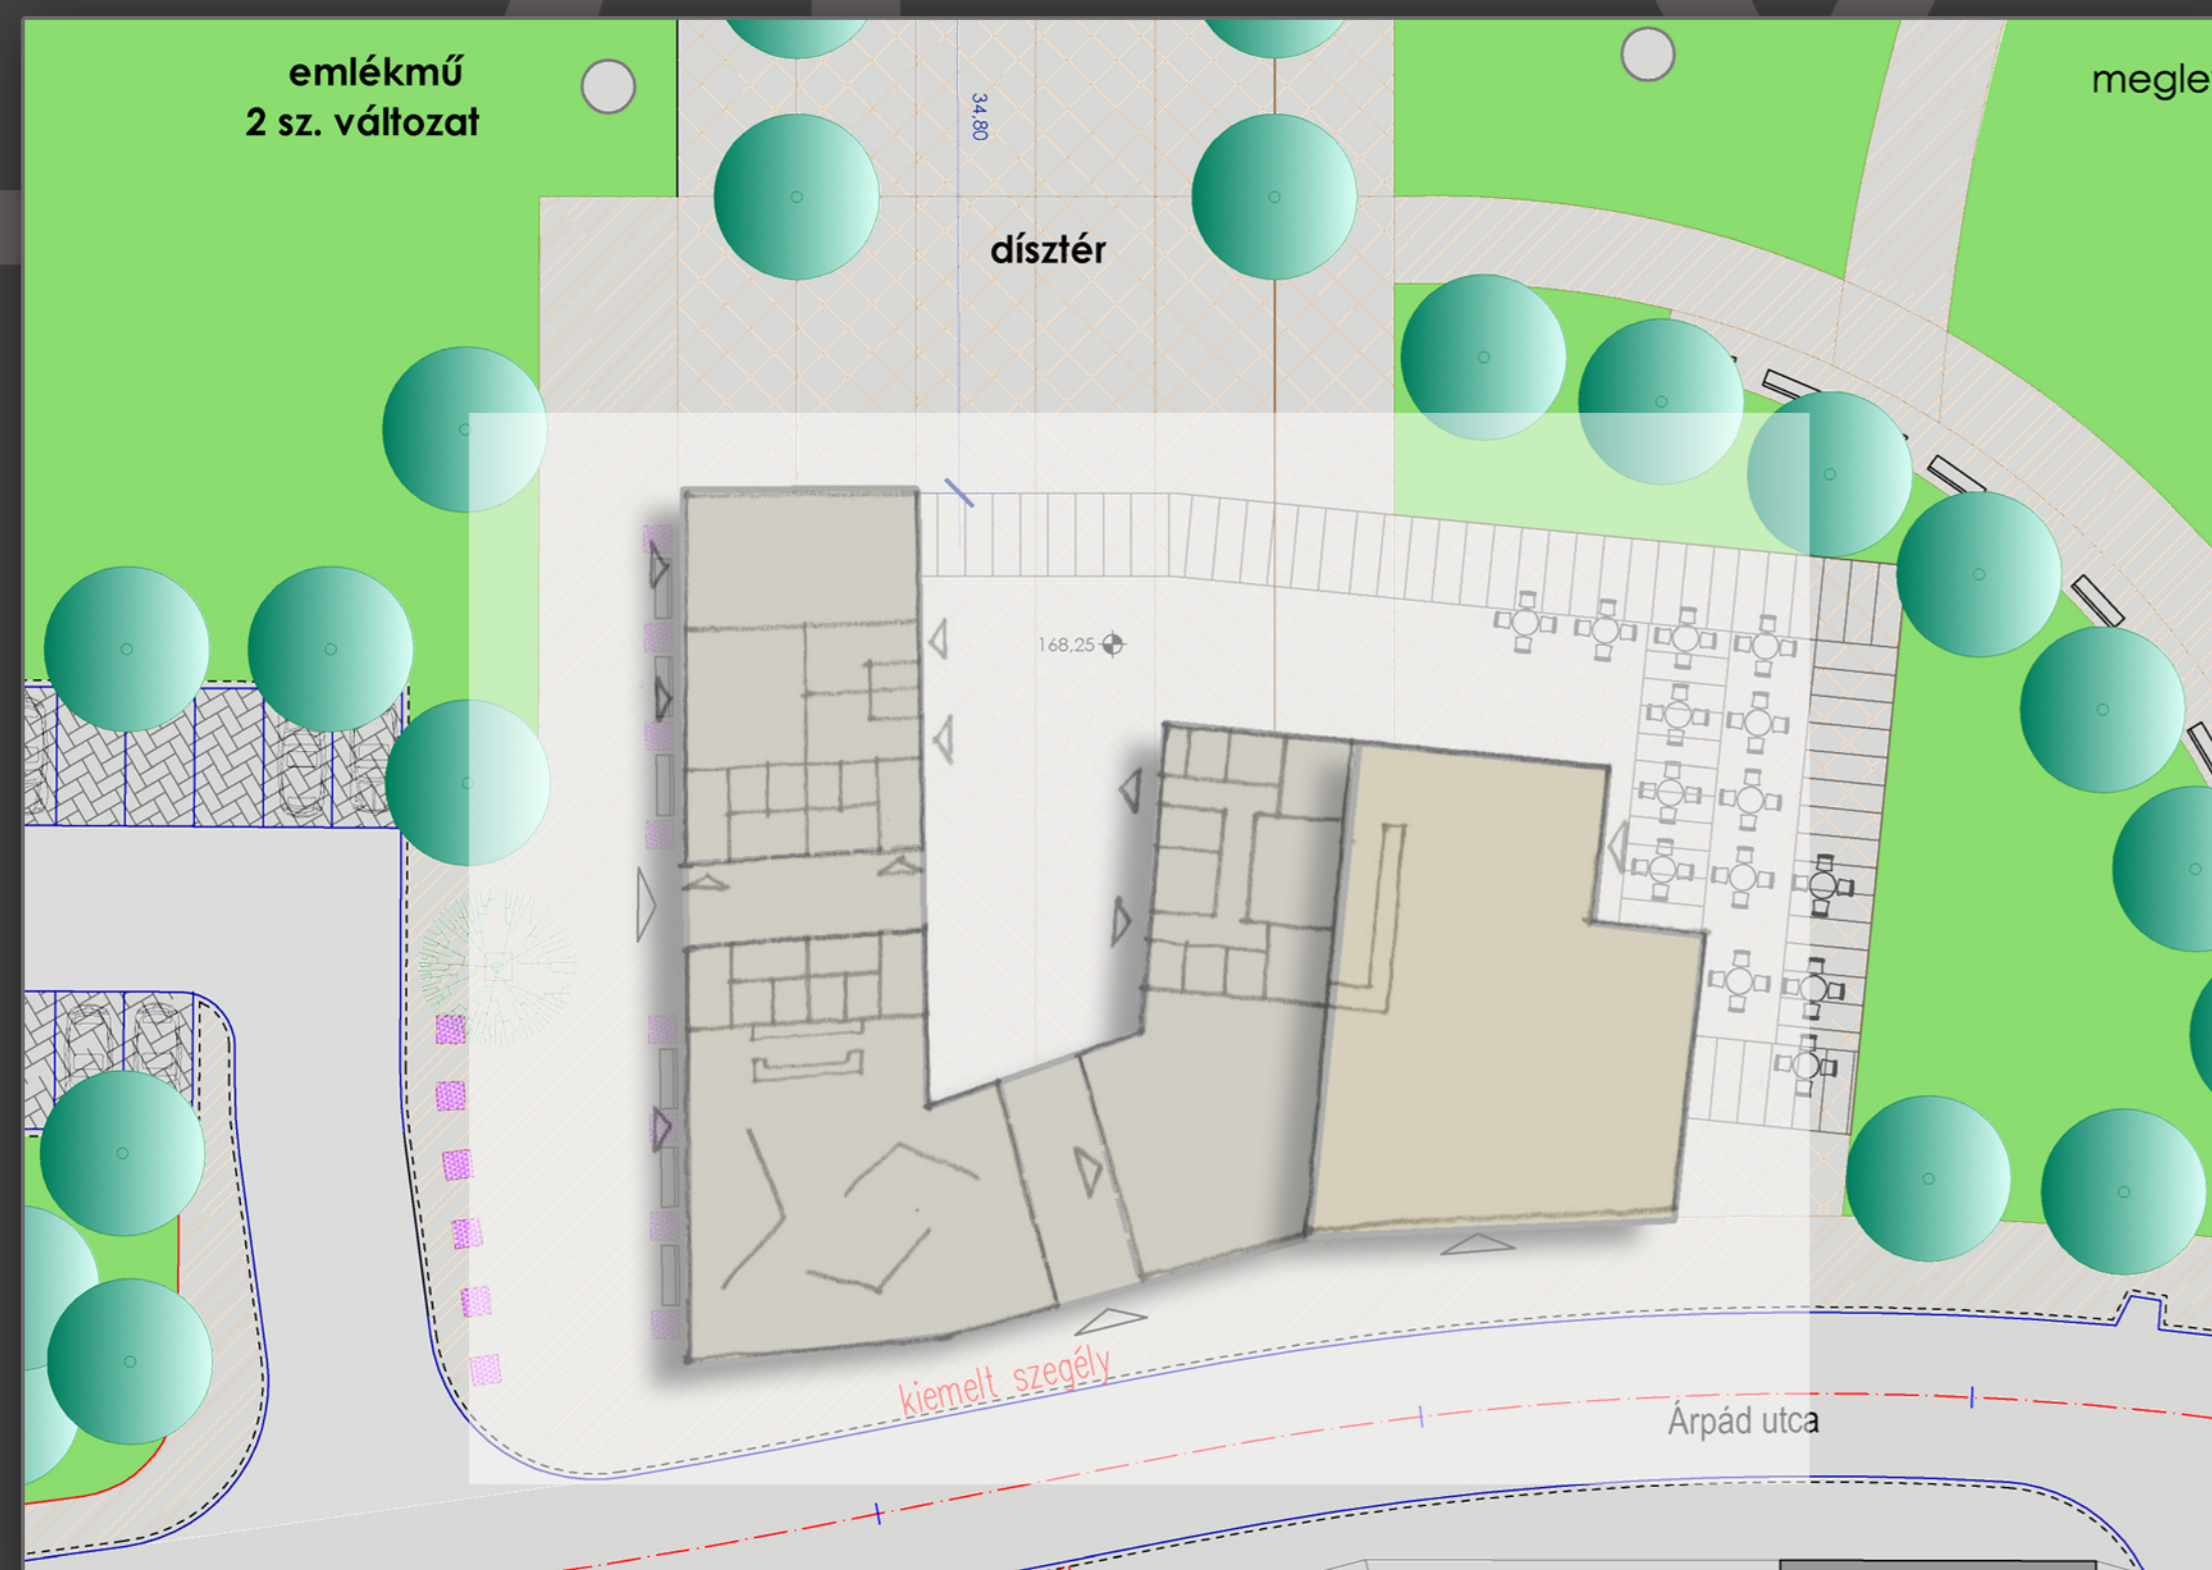 emlékmű
2 sz. változat
34,80
dísztér
168,25
kiemelt szegély
Árpád utca